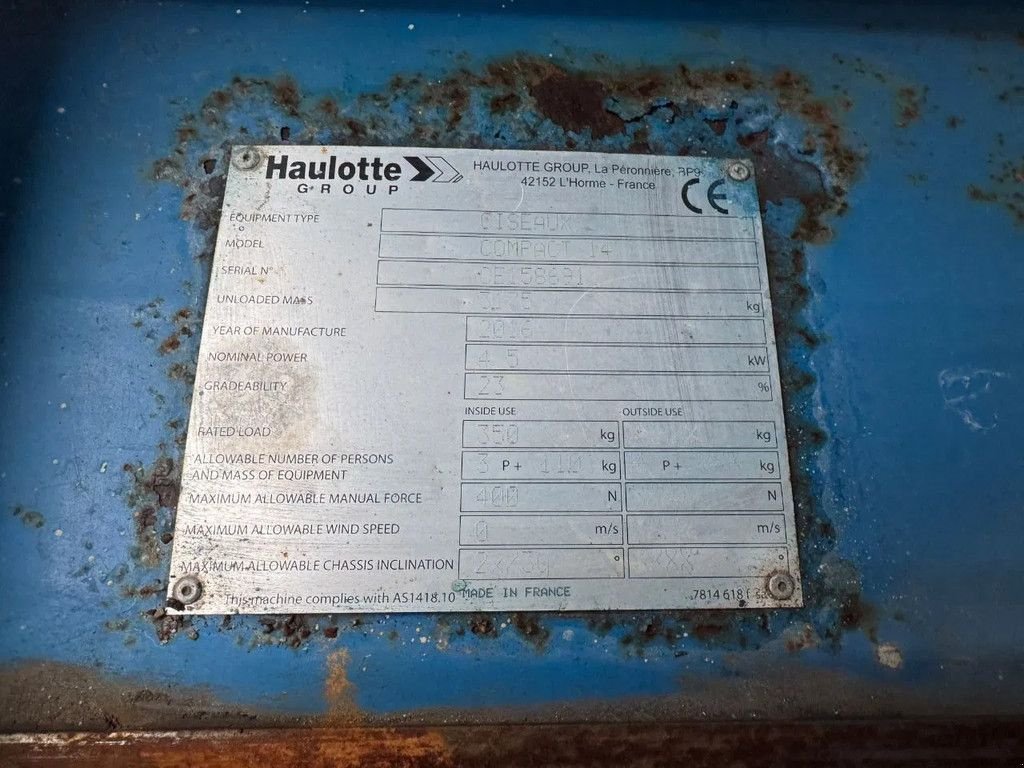 Haulotte
GROUP
HAULOTTE GROUP, La Péronnière, BP9
42152 L'Horme - France
CE
EQUIPMENT TYPE CISEAUX
MODEL COMPACT 14
SERIAL N°
UNLOADED MASS kg
YEAR OF MANUFACTURE 2016
NOMINAL POWER 4.5 kW
GRADEABILITY 23 %
INSIDE USE OUTSIDE USE
RATED LOAD 350 kg kg
ALLOWABLE NUMBER OF PERSONS
AND MASS OF EQUIPMENT 3 P + 110 kg P + kg
MAXIMUM ALLOWABLE MANUAL FORCE 400 N N
MAXIMUM ALLOWABLE WIND SPEED 0 m/s m/s
MAXIMUM ALLOWABLE CHASSIS INCLINATION ° °
This machine complies with AS1418.10 MADE IN FRANCE 7814 618